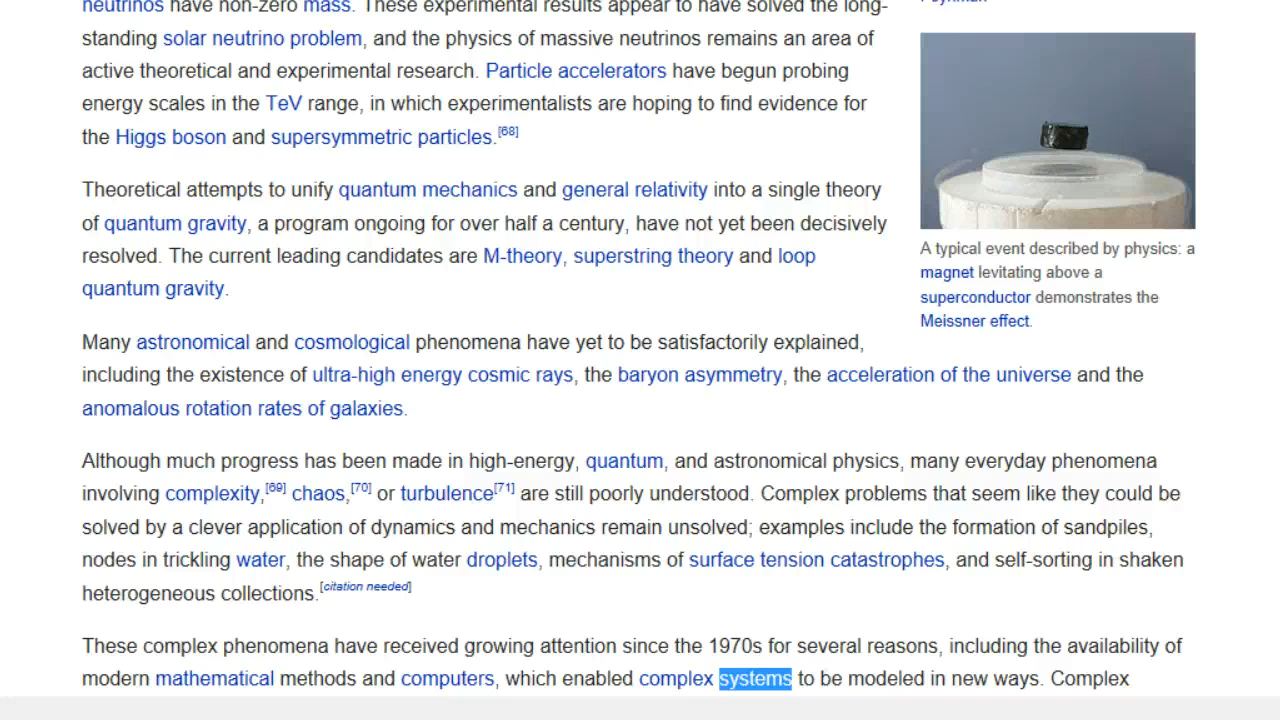 neutrinos have non-zero mass. These experimental results appear to have solved the long-
standing solar neutrino problem, and the physics of massive neutrinos remains an area of
active theoretical and experimental research. Particle accelerators have begun probing
energy scales in the TeV range, in which experimentalists are hoping to find evidence for
the Higgs boson and supersymmetric particles.[68]
Theoretical attempts to unify quantum mechanics and general relativity into a single theory
of quantum gravity, a program ongoing for over half a century, have not yet been decisively
resolved. The current leading candidates are M-theory, superstring theory and loop
quantum gravity.
Many astronomical and cosmological phenomena have yet to be satisfactorily explained,
including the existence of ultra-high energy cosmic rays, the baryon asymmetry, the acceleration of the universe and the
anomalous rotation rates of galaxies.
Although much progress has been made in high-energy, quantum, and astronomical physics, many everyday phenomena
involving complexity,[69] chaos,[70] or turbulence[71] are still poorly understood. Complex problems that seem like they could be
solved by a clever application of dynamics and mechanics remain unsolved; examples include the formation of sandpiles,
nodes in trickling water, the shape of water droplets, mechanisms of surface tension catastrophes, and self-sorting in shaken
heterogeneous collections.[citation needed]
These complex phenomena have received growing attention since the 1970s for several reasons, including the availability of
modern mathematical methods and computers, which enabled complex systems to be modeled in new ways. Complex
A typical event described by physics: a
magnet levitating above a
superconductor demonstrates the
Meissner effect.